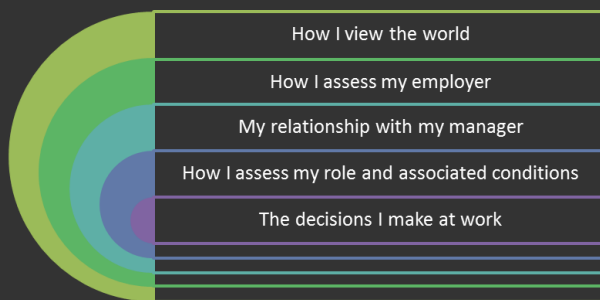 How I view the world
How I assess my employer
My relationship with my manager
How I assess my role and associated conditions
The decisions I make at work